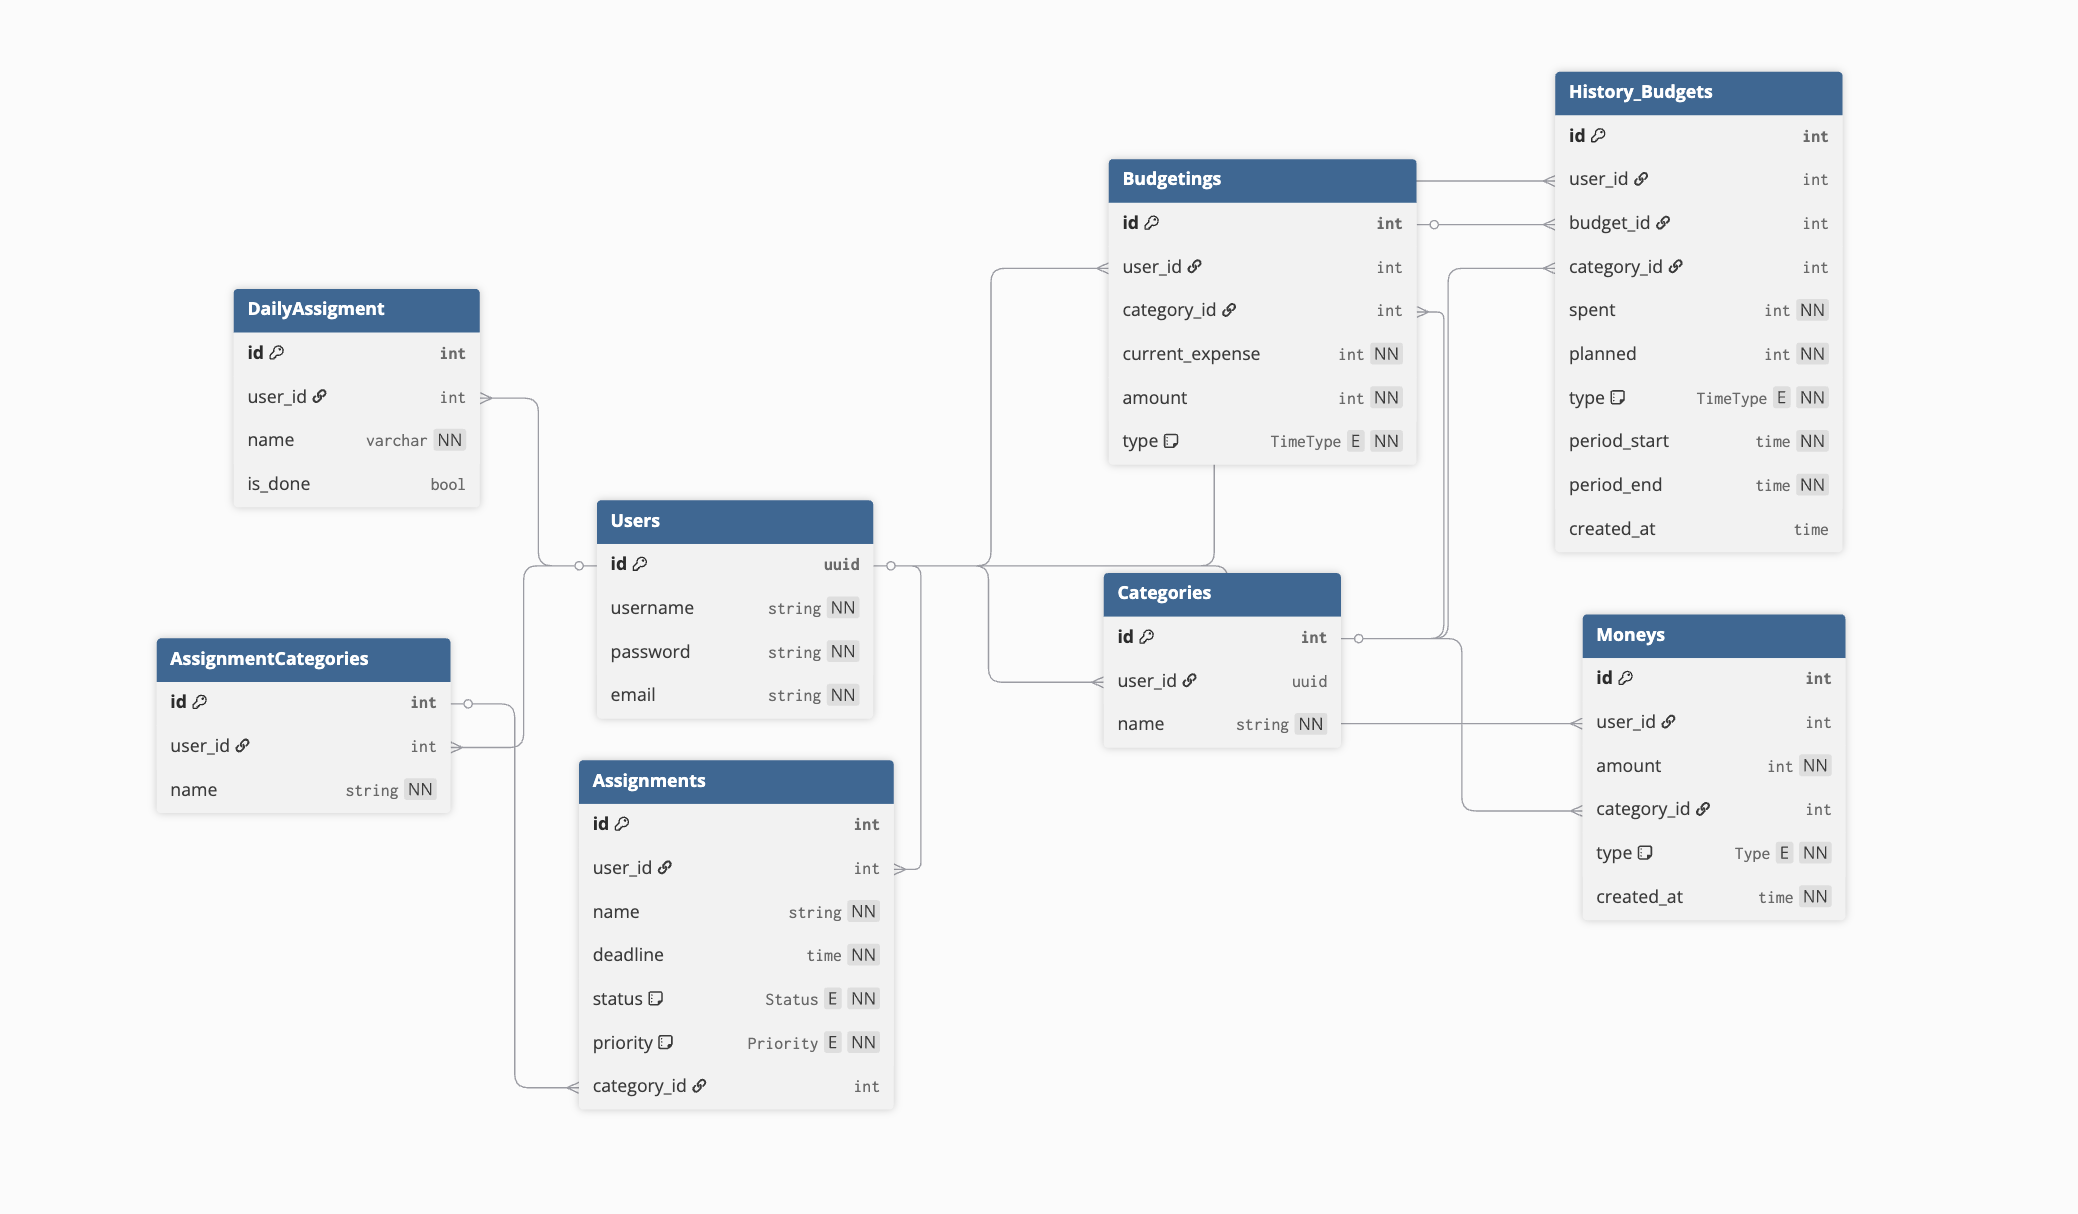 History_Budgets
id int
user_id int
budget_id int
category_id int
spent int NN
planned int NN
type TimeType E NN
period_start time NN
period_end time NN
created_at time
Budgetings
id int
user_id int
category_id int
current_expense int NN
amount int NN
type TimeType E NN
DailyAssigment
id int
user_id int
name varchar NN
is_done bool
Users
id uuid
username string NN
password string NN
email string NN
Categories
id int
user_id uuid
name string NN
Moneys
id int
user_id int
amount int NN
category_id int
type Type E NN
created_at time NN
AssignmentCategories
id int
user_id int
name string NN
Assignments
id int
user_id int
name string NN
deadline time NN
status Status E NN
priority Priority E NN
category_id int